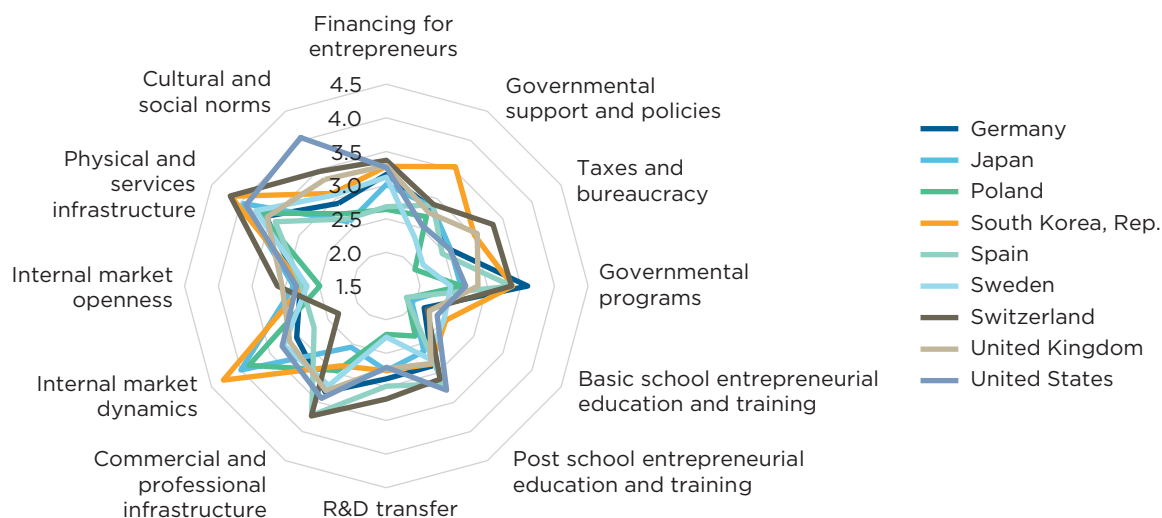 Financing for
entrepreneurs
Governmental
support and policies
Taxes and
bureaucracy
Governmental
programs
Basic school entrepreneurial
education and training
Post school entrepreneurial
education and training
R&D transfer
Commercial and
professional
infrastructure
Internal market
dynamics
Internal market
openness
Physical and
services
infrastructure
Cultural and
social norms
4.5
4.0
3.5
3.0
2.5
2.0
1.5
Germany
Japan
Poland
South Korea, Rep.
Spain
Sweden
Switzerland
United Kingdom
United States